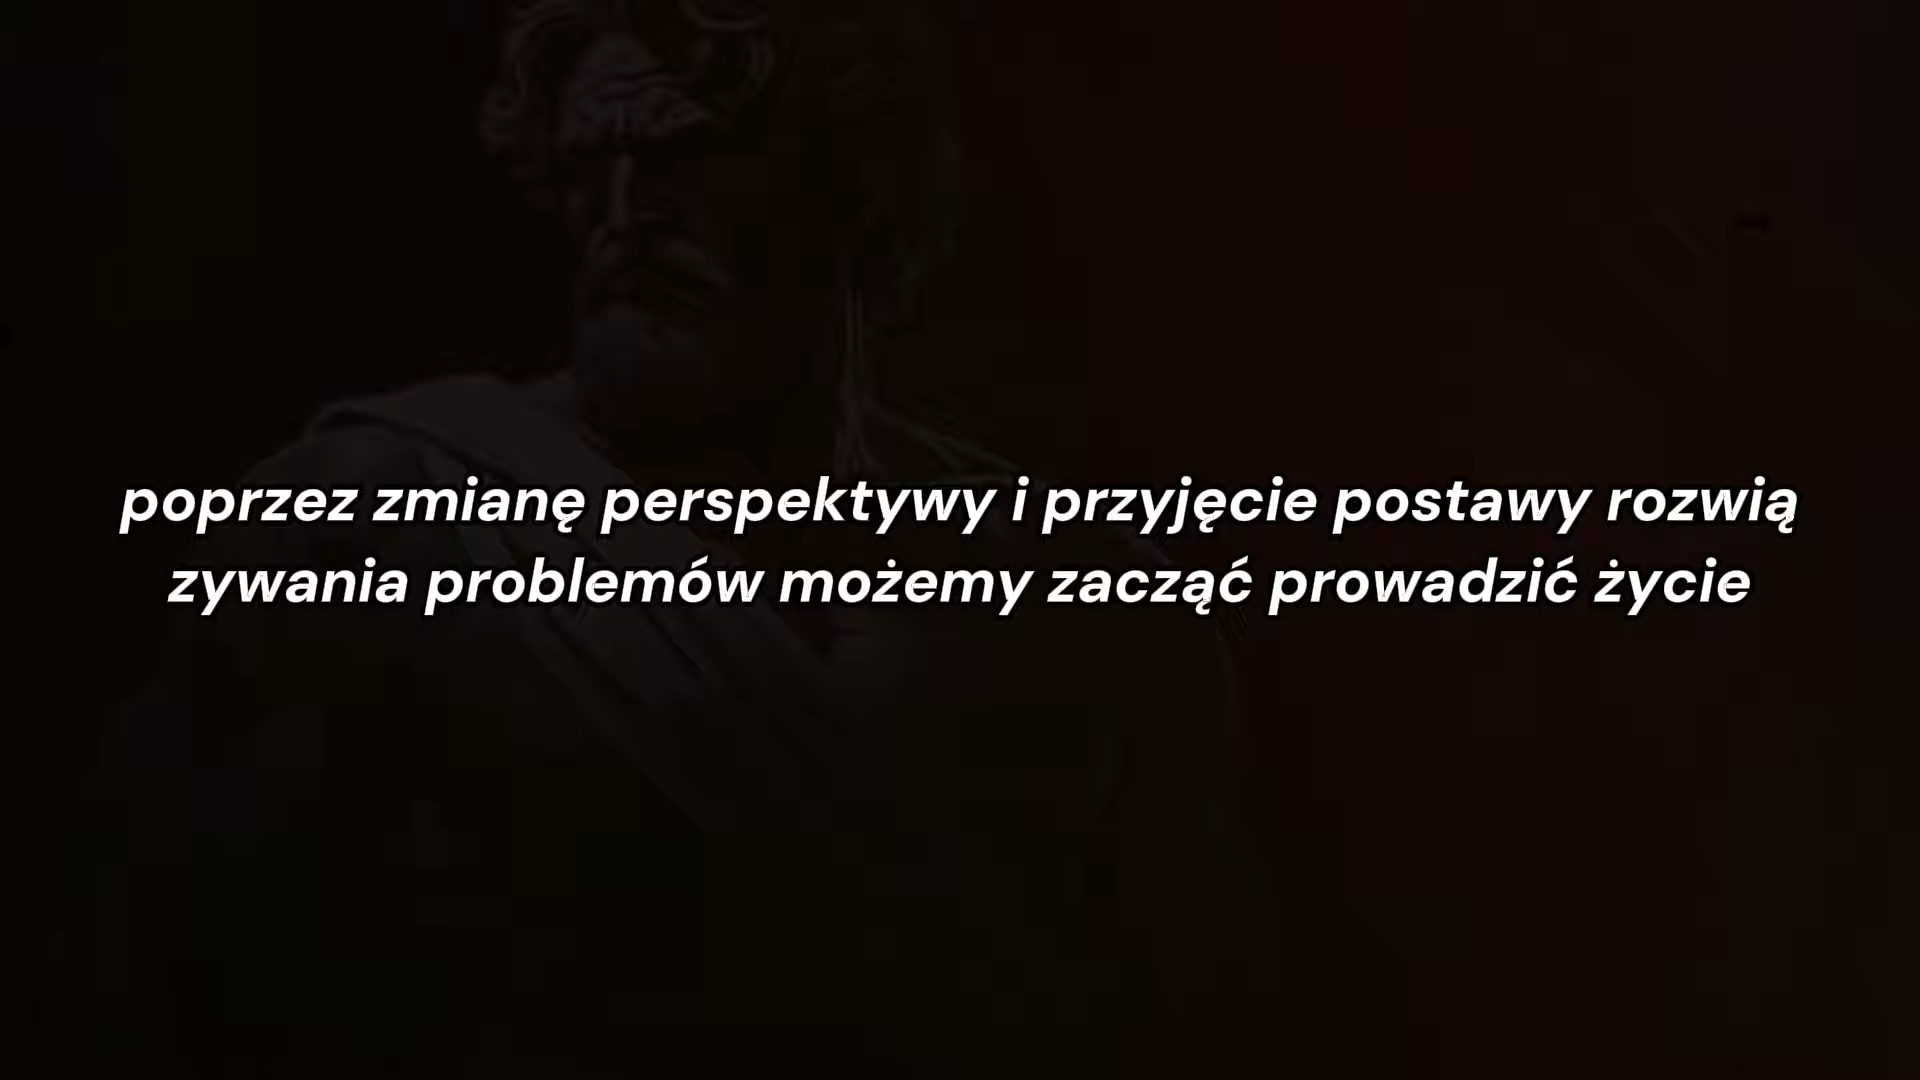 poprzez zmianę perspektywy i przyjęcie postawy rozwią
zywania problemów możemy zacząć prowadzić życie